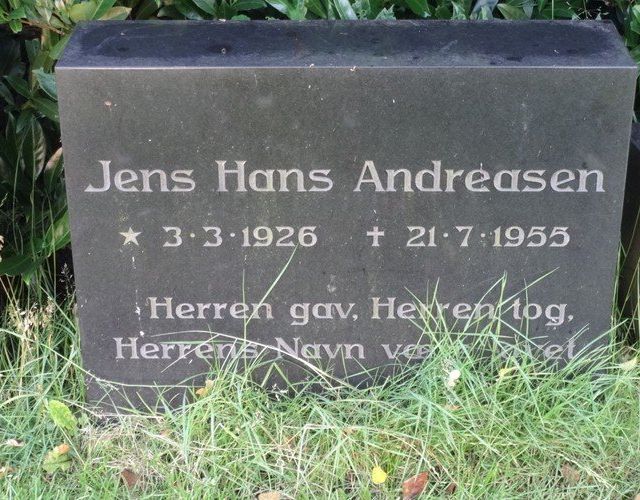 Jens Hans Andreasen
★ 3·3·1926 ✝ 21·7·1955
Herren gav, Herren tog,
Herrens Navn